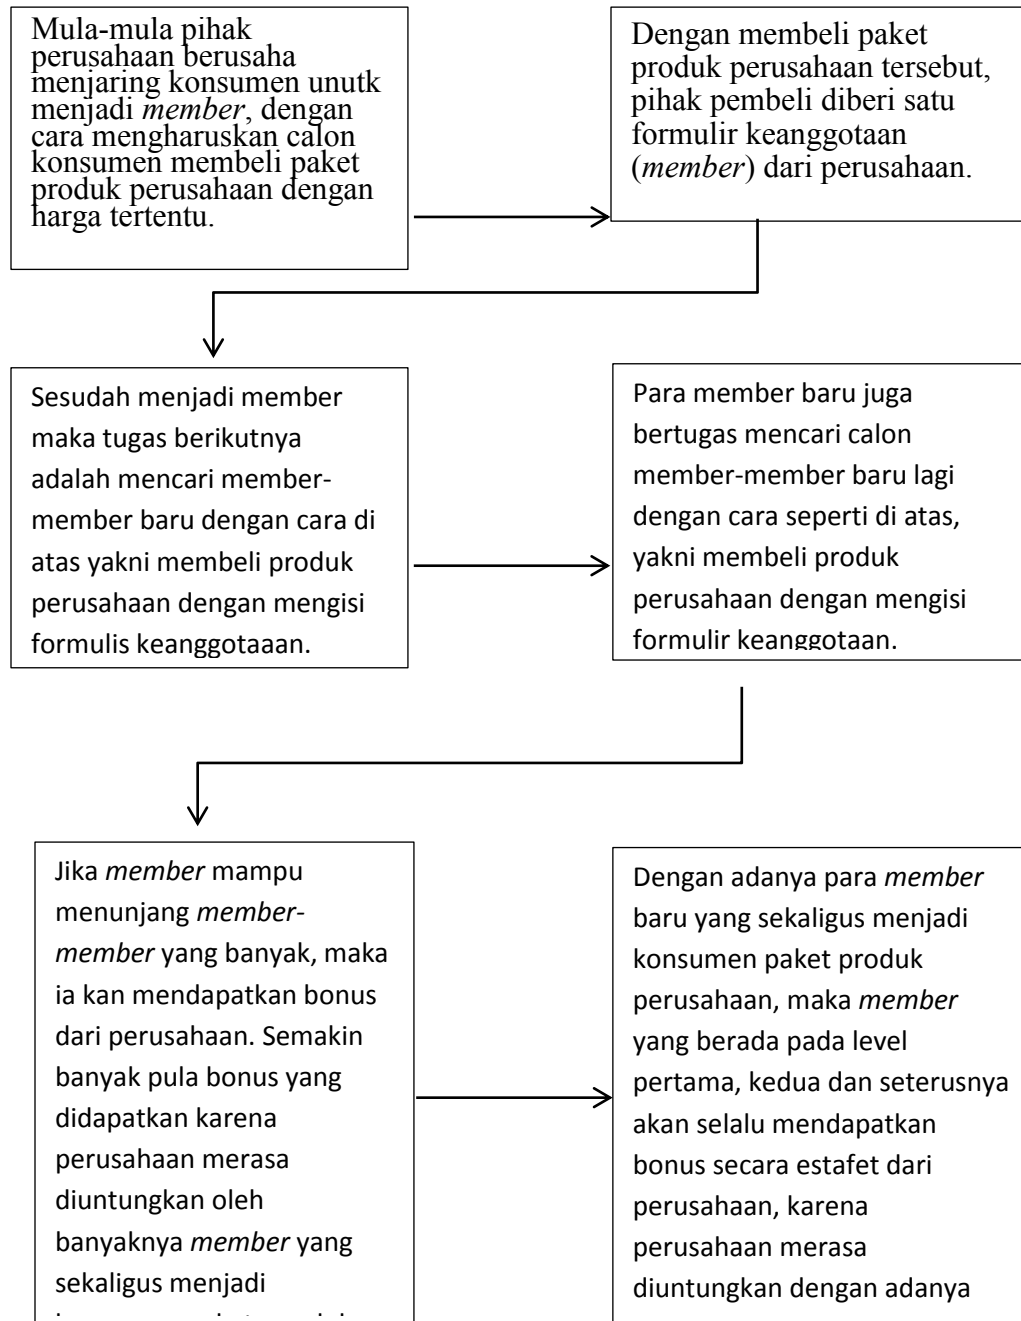 Mula-mula pihak
perusahaan berusaha
menjaring konsumen unutk
menjadi member, dengan
cara mengharuskan calon
konsumen membeli paket
produk perusahaan dengan
harga tertentu.
Dengan membeli paket
produk perusahaan tersebut,
pihak pembeli diberi satu
formulir keanggotaan
(member) dari perusahaan.
Sesudah menjadi member
maka tugas berikutnya
adalah mencari member-
member baru dengan cara di
atas yakni membeli produk
perusahaan dengan mengisi
formulis keanggotaaan.
Para member baru juga
bertugas mencari calon
member-member baru lagi
dengan cara seperti di atas,
yakni membeli produk
perusahaan dengan mengisi
formulir keanggotaan.
Jika member mampu
menunjang member-
member yang banyak, maka
ia kan mendapatkan bonus
dari perusahaan. Semakin
banyak pula bonus yang
didapatkan karena
perusahaan merasa
diuntungkan oleh
banyaknya member yang
sekaligus menjadi
Dengan adanya para member
baru yang sekaligus menjadi
konsumen paket produk
perusahaan, maka member
yang berada pada level
pertama, kedua dan seterusnya
akan selalu mendapatkan
bonus secara estafet dari
perusahaan, karena
perusahaan merasa
diuntungkan dengan adanya